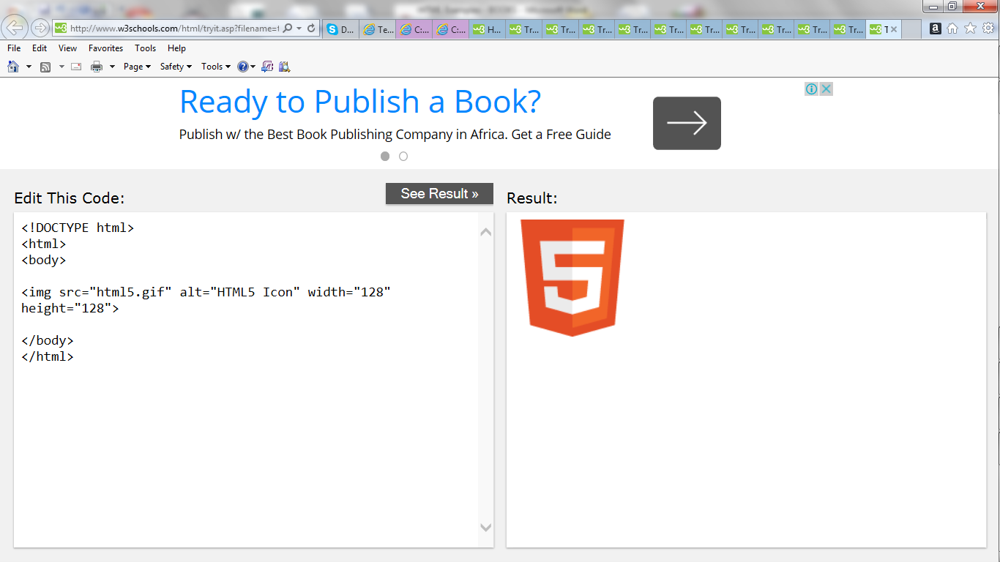 http://www.w3schools.com/html/tryit.asp?filename=t
D...
Te...
C:...
C:...
H...
Tr...
Tr...
Tr...
Tr...
Tr...
Tr...
Tr...
Tr...
Tr...
Tr...
T
File Edit View Favorites Tools Help
Page Safety Tools
Ready to Publish a Book?
Publish w/ the Best Book Publishing Company in Africa. Get a Free Guide
Edit This Code:
See Result »
Result:
<!DOCTYPE html>
<html>
<body>
<img src="html5.gif" alt="HTML5 Icon" width="128"
height="128">
</body>
</html>
5